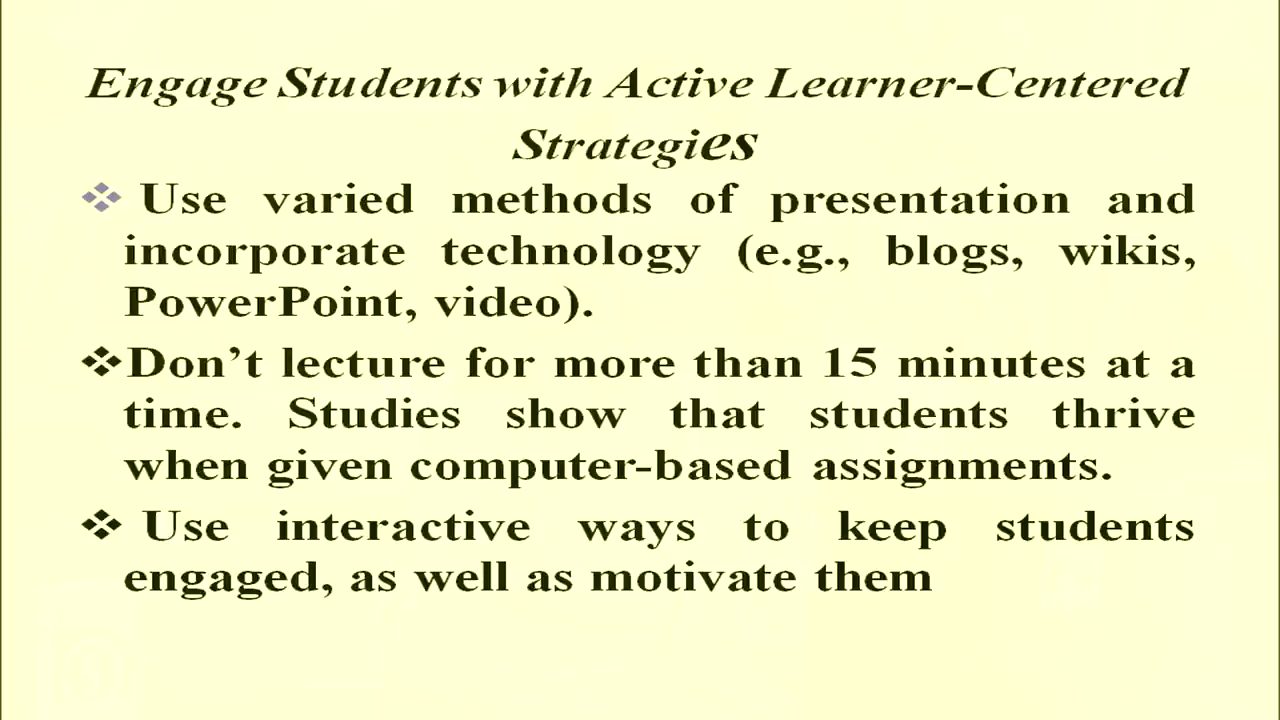 Engage Students with Active Learner-Centered
Strategies
❖ Use varied methods of presentation and
incorporate technology (e.g., blogs, wikis,
PowerPoint, video).
❖Don’t lecture for more than 15 minutes at a
time. Studies show that students thrive
when given computer-based assignments.
❖ Use interactive ways to keep students
engaged, as well as motivate them